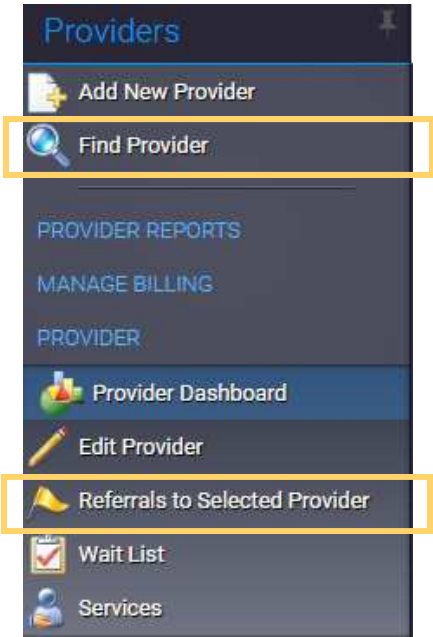 Providers
Add New Provider
Find Provider
PROVIDER REPORTS
MANAGE BILLING
PROVIDER
Provider Dashboard
Edit Provider
Referrals to Selected Provider
Wait List
Services